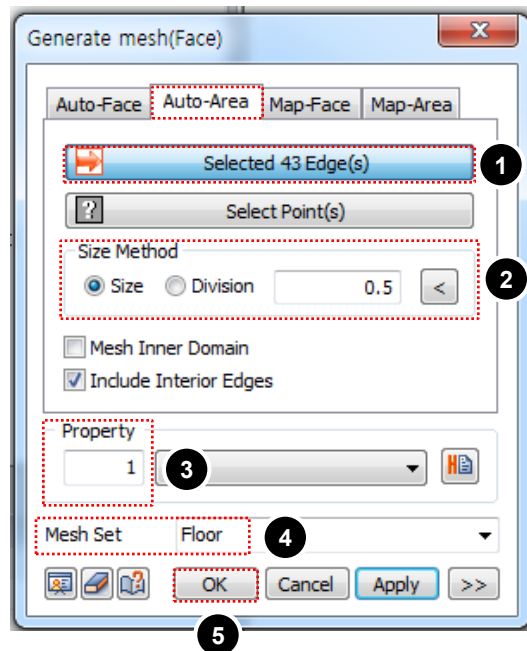 Generate mesh(Face)
Auto-Face Auto-Area Map-Face Map-Area
Selected 43 Edge(s) 1
? Select Point(s)
Size Method
Size Division 0.5 < 2
Mesh Inner Domain
Include Interior Edges
Property
1 3 H
Mesh Set Floor 4
OK Cancel Apply >>
5